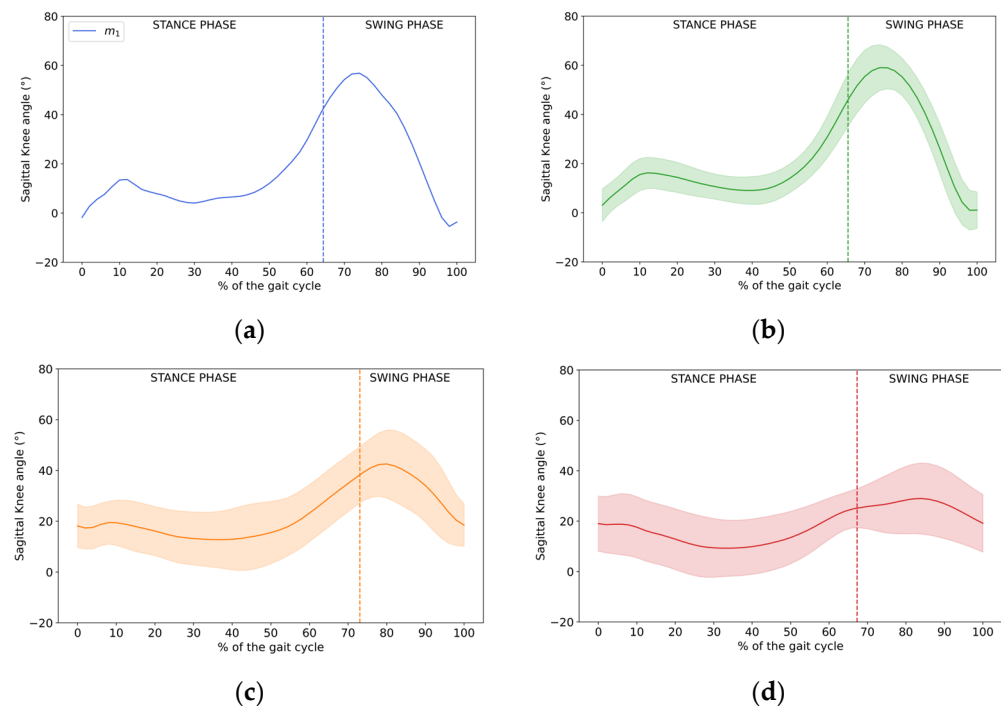 STANCE PHASE SWING PHASE
m₁
Sagittal Knee angle (°)
80
60
40
20
0
−20
0 10 20 30 40 50 60 70 80 90 100
% of the gait cycle
(a)
STANCE PHASE SWING PHASE
Sagittal Knee angle (°)
80
60
40
20
0
−20
0 10 20 30 40 50 60 70 80 90 100
% of the gait cycle
(b)
STANCE PHASE SWING PHASE
Sagittal Knee angle (°)
80
60
40
20
0
−20
0 10 20 30 40 50 60 70 80 90 100
% of the gait cycle
(c)
STANCE PHASE SWING PHASE
Sagittal Knee angle (°)
80
60
40
20
0
−20
0 10 20 30 40 50 60 70 80 90 100
% of the gait cycle
(d)